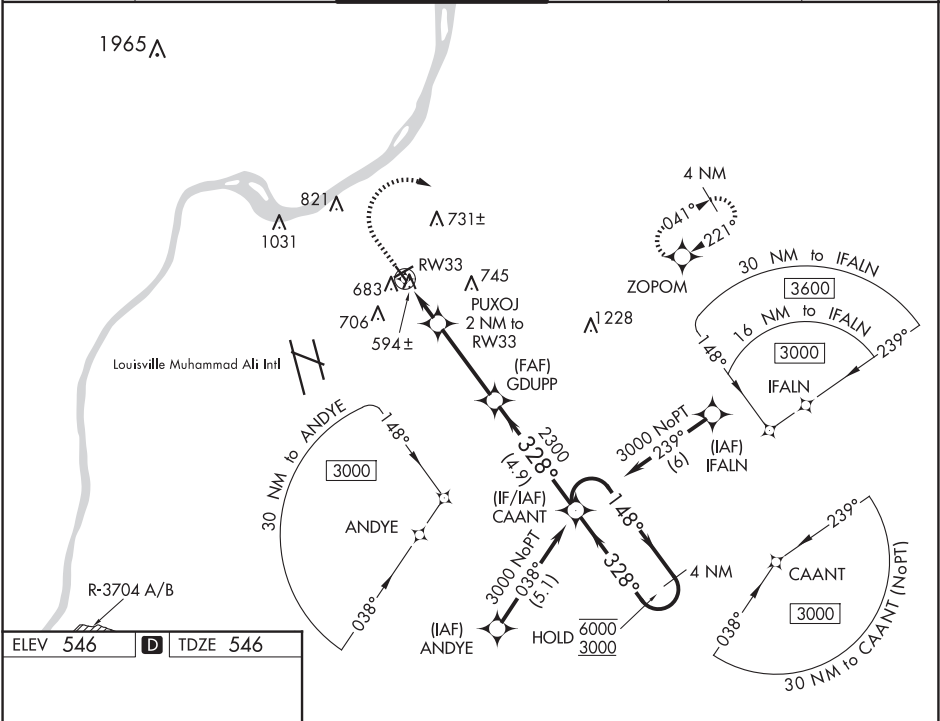 1965
821
1031
731±
RW33
683
745
706
594±
PUXOJ
2 NM to
RW33
4 NM
041°
221°
ZOPOM
1228
30 NM to IFALN
3600
16 NM to IFALN
3000
148°
239°
IFALN
Louisville Muhammad Ali Intl
(FAF)
GDUPP
3000 NoPT
239°
(6)
(IAF)
IFALN
2300
328°
(4.9)
30 NM to ANDYE
148°
3000
ANDYE
038°
(IF/IAF)
CAANT
148°
328°
4 NM
3000 NoPT
038°
(5.1)
(IAF)
ANDYE
HOLD
6000
3000
239°
CAANT
3000
038°
30 NM to CAANT (NoPT)
R-3704 A/B
ELEV 546 D TDZE 546